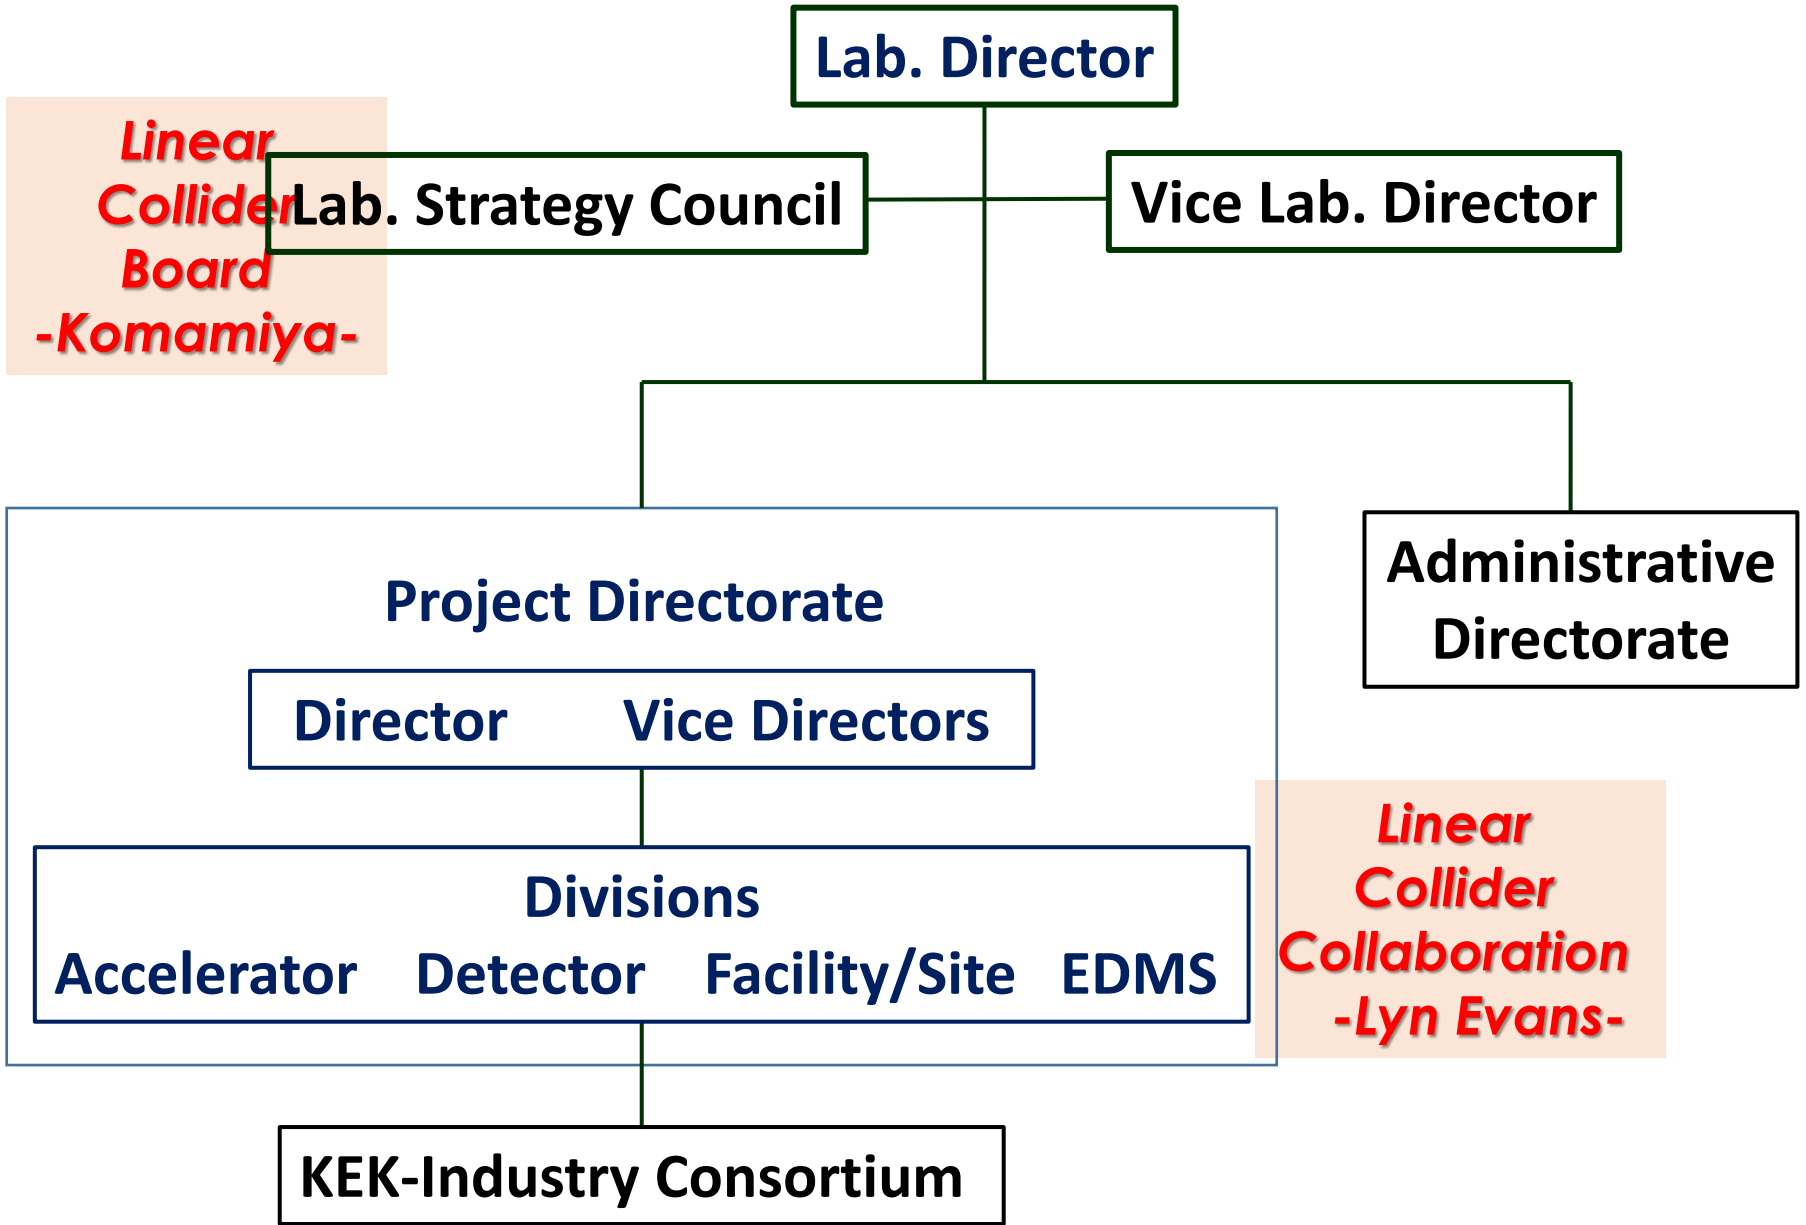 Lab. Director
Linear
Collider
Board
-Komamiya-
Lab. Strategy Council
Vice Lab. Director
Project Directorate
Director Vice Directors
Divisions
Accelerator Detector Facility/Site EDMS
Administrative
Directorate
Linear
Collider
Collaboration
-Lyn Evans-
KEK-Industry Consortium